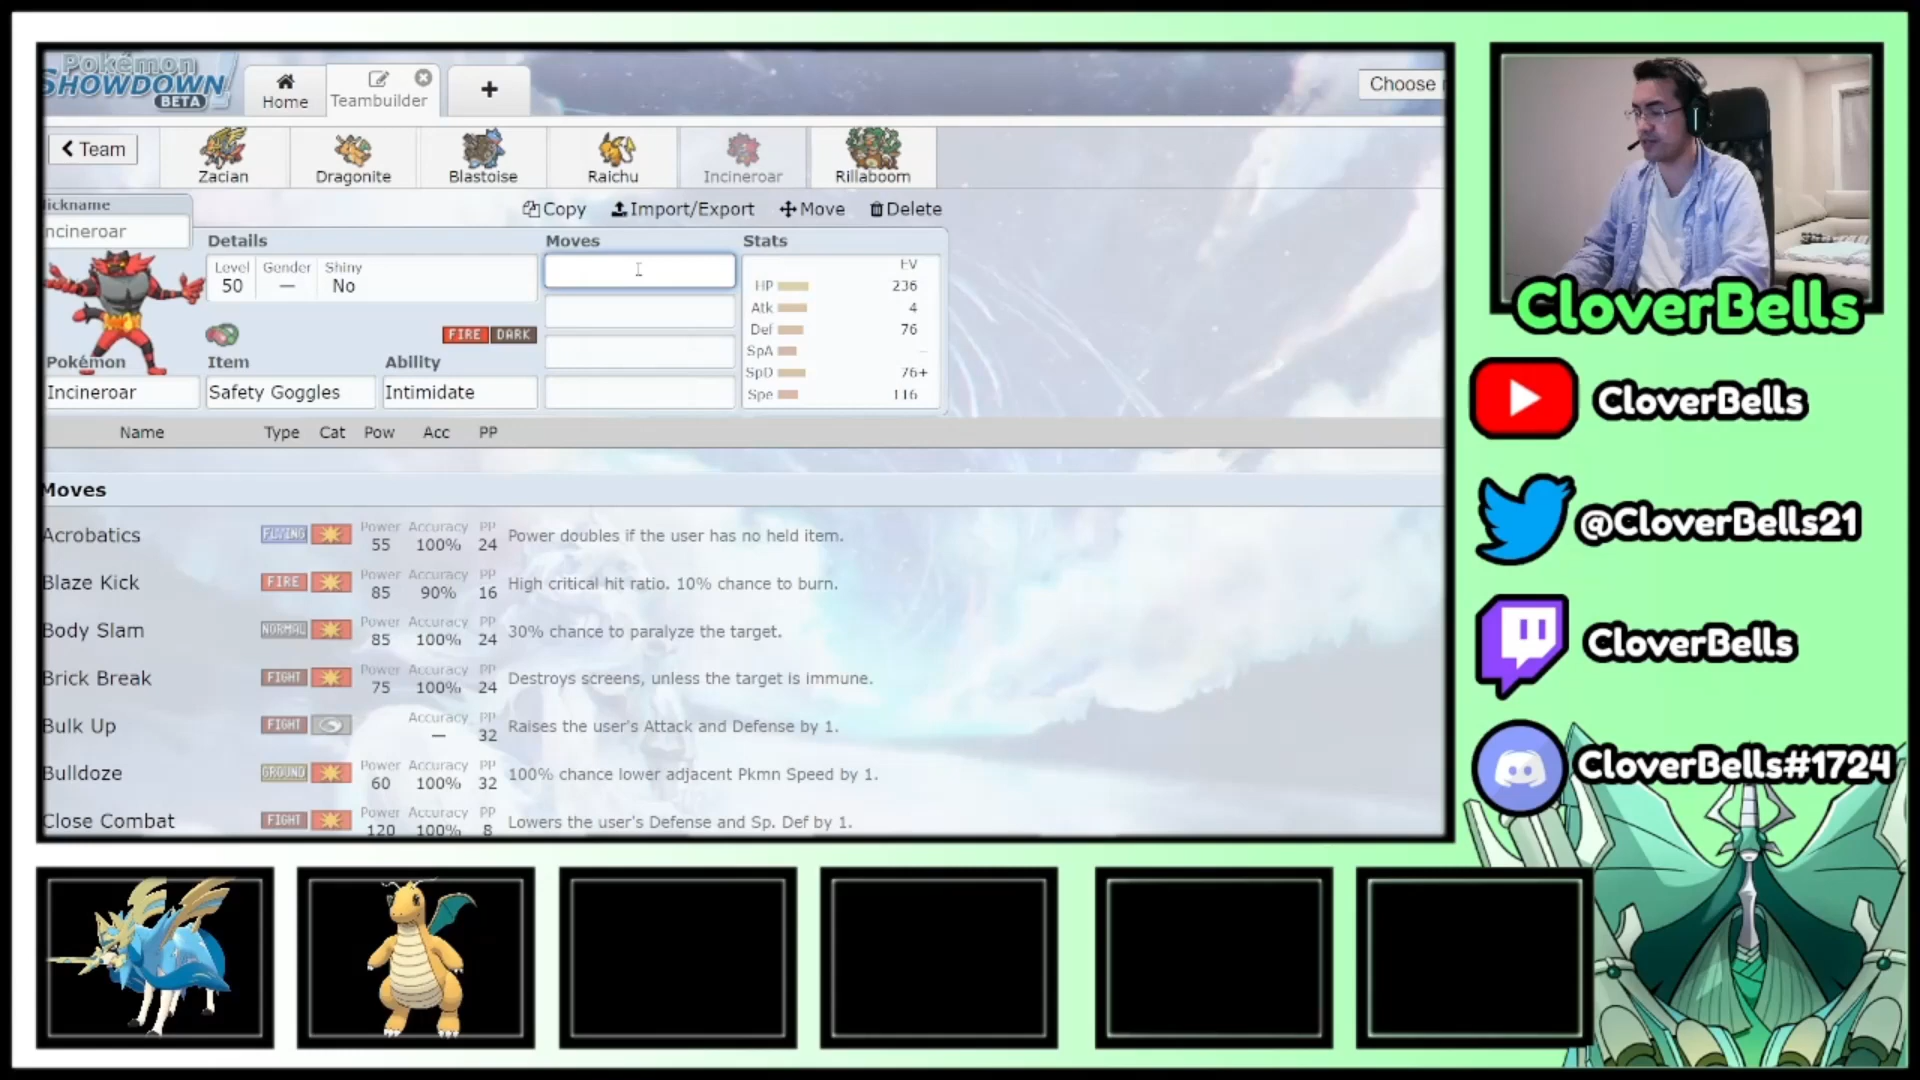 Pokémon
SHOWDOWN!
BETA
Home
Teambuilder
+
Choose
Team
Zacian
Dragonite
Blastoise
Raichu
Incineroar
Rillaboom
ickname
ncineroar
Copy
Import/Export
Move
Delete
Details
Moves
Stats
Level
50
Gender
—
Shiny
No
EV
HP 236
Atk 4
Def 76
SpA –
SpD 76+
Spe 116
FIRE DARK
Pokémon
Incineroar
Item
Safety Goggles
Ability
Intimidate
Name Type Cat Pow Acc PP
Moves
Acrobatics FLYING Power 55 Accuracy 100% PP 24 Power doubles if the user has no held item.
Blaze Kick FIRE Power 85 Accuracy 90% PP 16 High critical hit ratio. 10% chance to burn.
Body Slam NORMAL Power 85 Accuracy 100% PP 24 30% chance to paralyze the target.
Brick Break FIGHT Power 75 Accuracy 100% PP 24 Destroys screens, unless the target is immune.
Bulk Up FIGHT Accuracy — PP 32 Raises the user's Attack and Defense by 1.
Bulldoze GROUND Power 60 Accuracy 100% PP 32 100% chance lower adjacent Pkmn Speed by 1.
Close Combat FIGHT Power 120 Accuracy 100% PP 8 Lowers the user's Defense and Sp. Def by 1.
CloverBells
CloverBells
@CloverBells21
CloverBells
CloverBells#1724